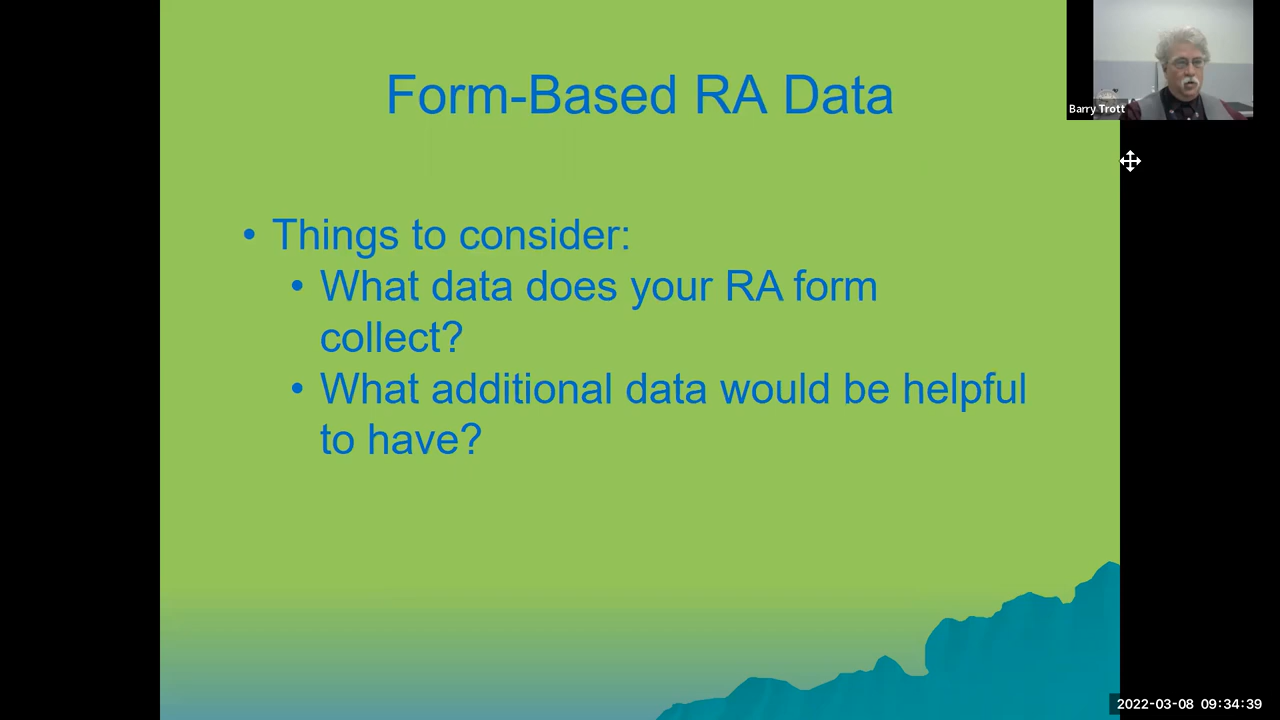 Form-Based RA Data
Barry Trott
• Things to consider:
• What data does your RA form
collect?
• What additional data would be helpful
to have?
2022-03-08 09:34:39